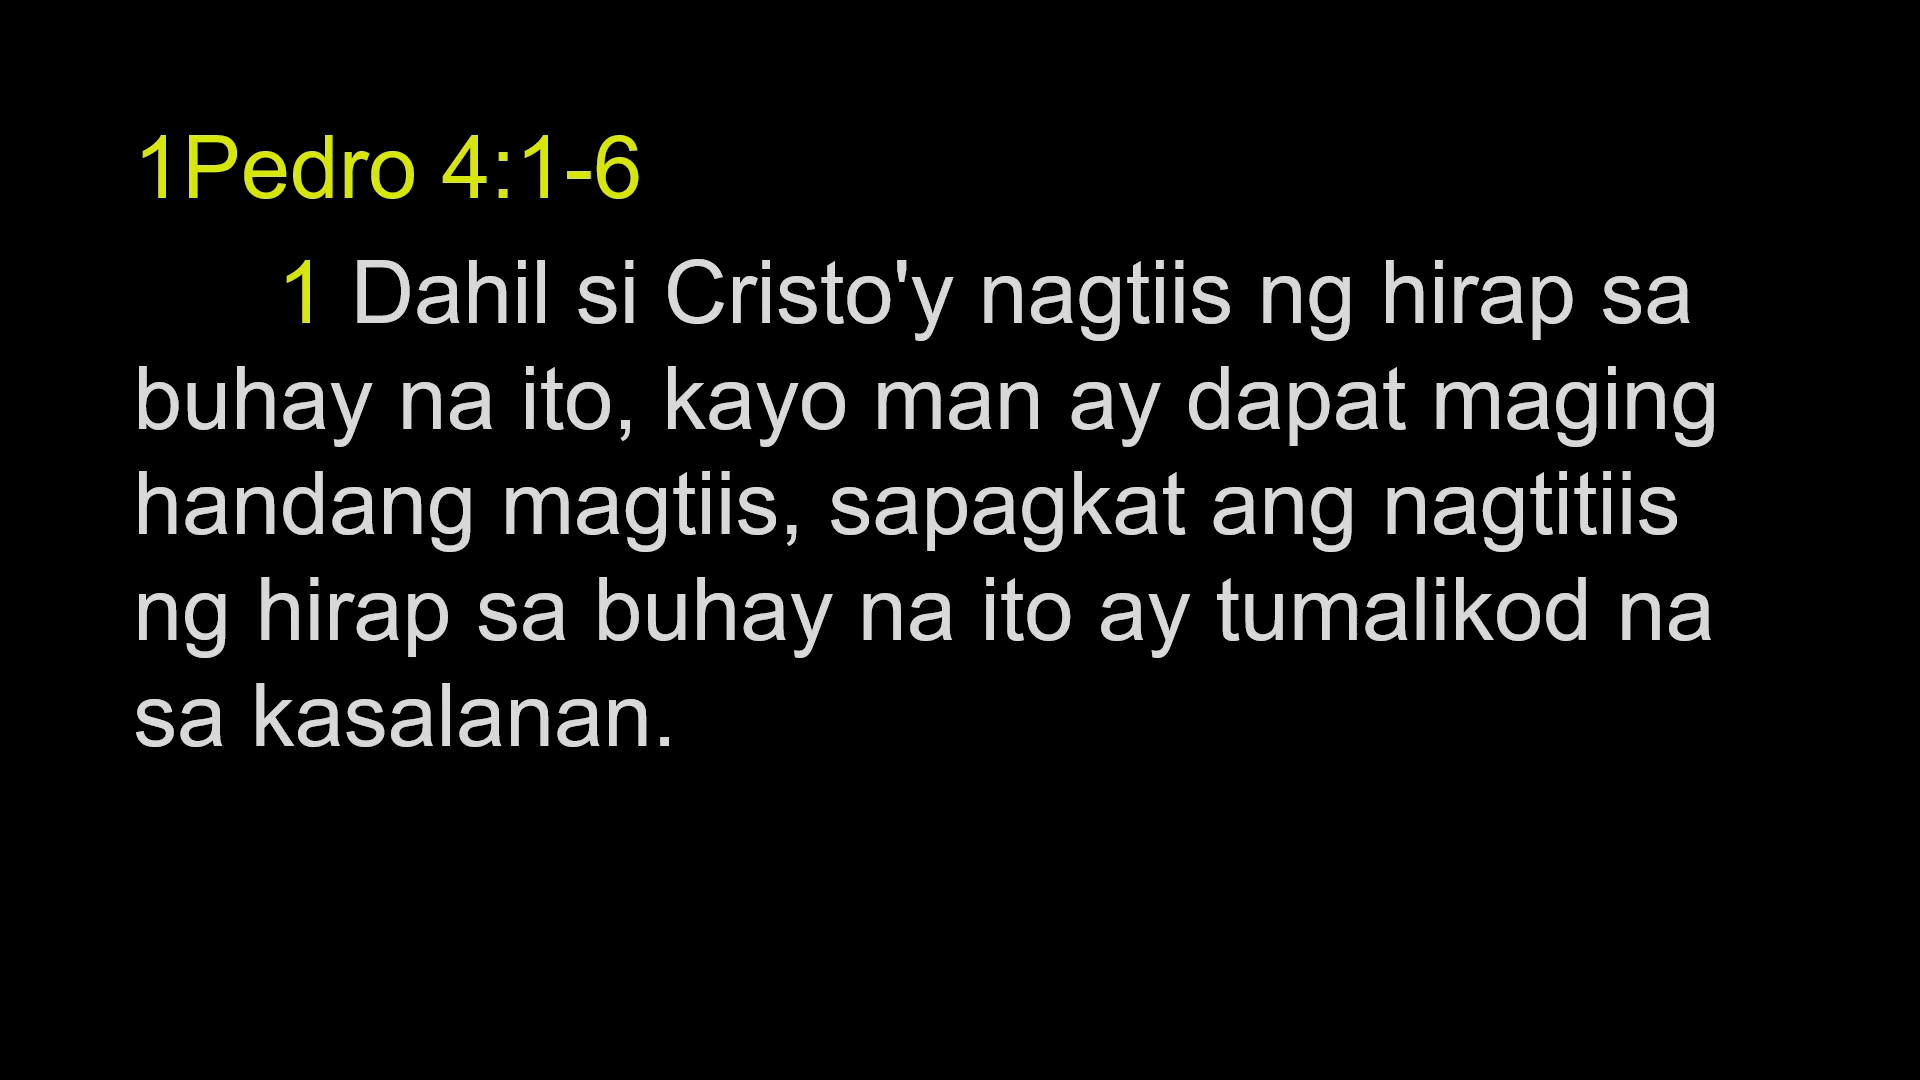 1Pedro 4:1-6
1 Dahil si Cristo'y nagtiis ng hirap sa
buhay na ito, kayo man ay dapat maging
handang magtiis, sapagkat ang nagtitiis
ng hirap sa buhay na ito ay tumalikod na
sa kasalanan.